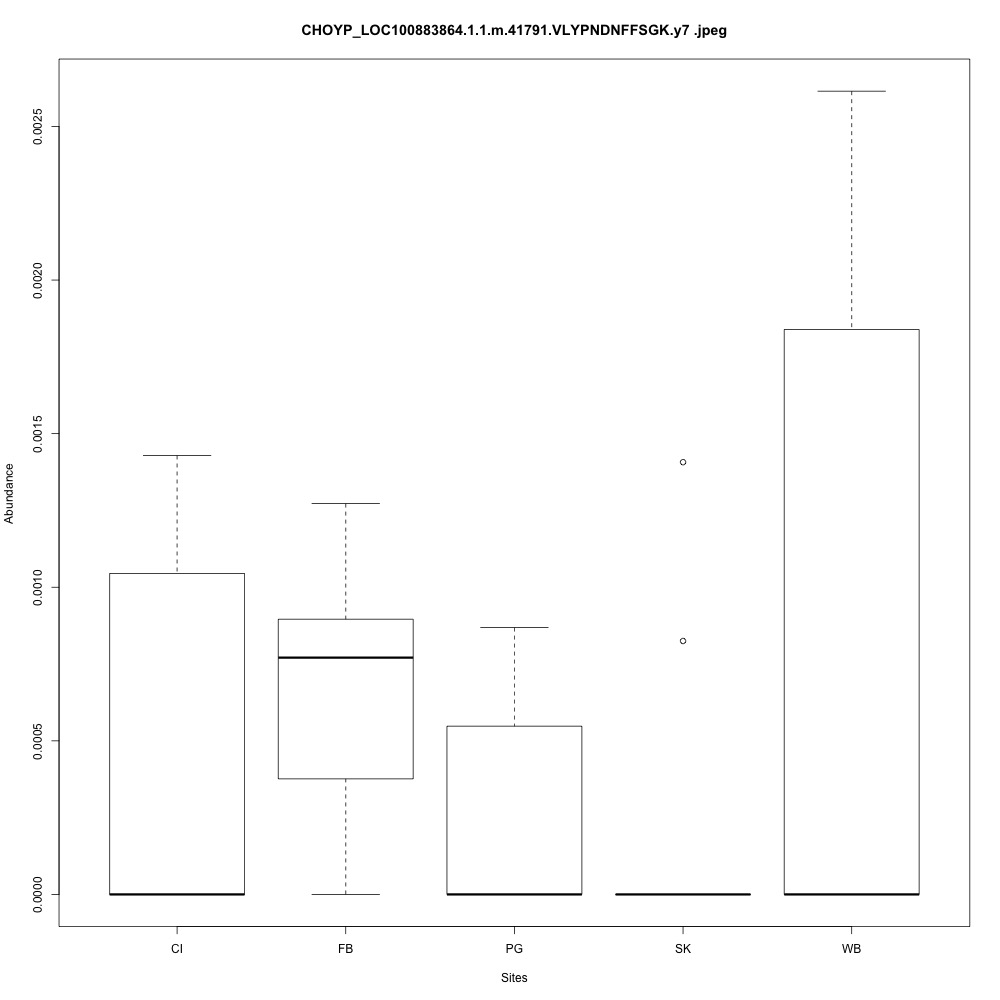 CHOYP_LOC100883864.1.1.m.41791.VLYPNDNFFSGK.y7 .jpeg
Abundance
0.0025
0.0020
0.0015
0.0010
0.0005
0.0000
CI FB PG SK WB
Sites